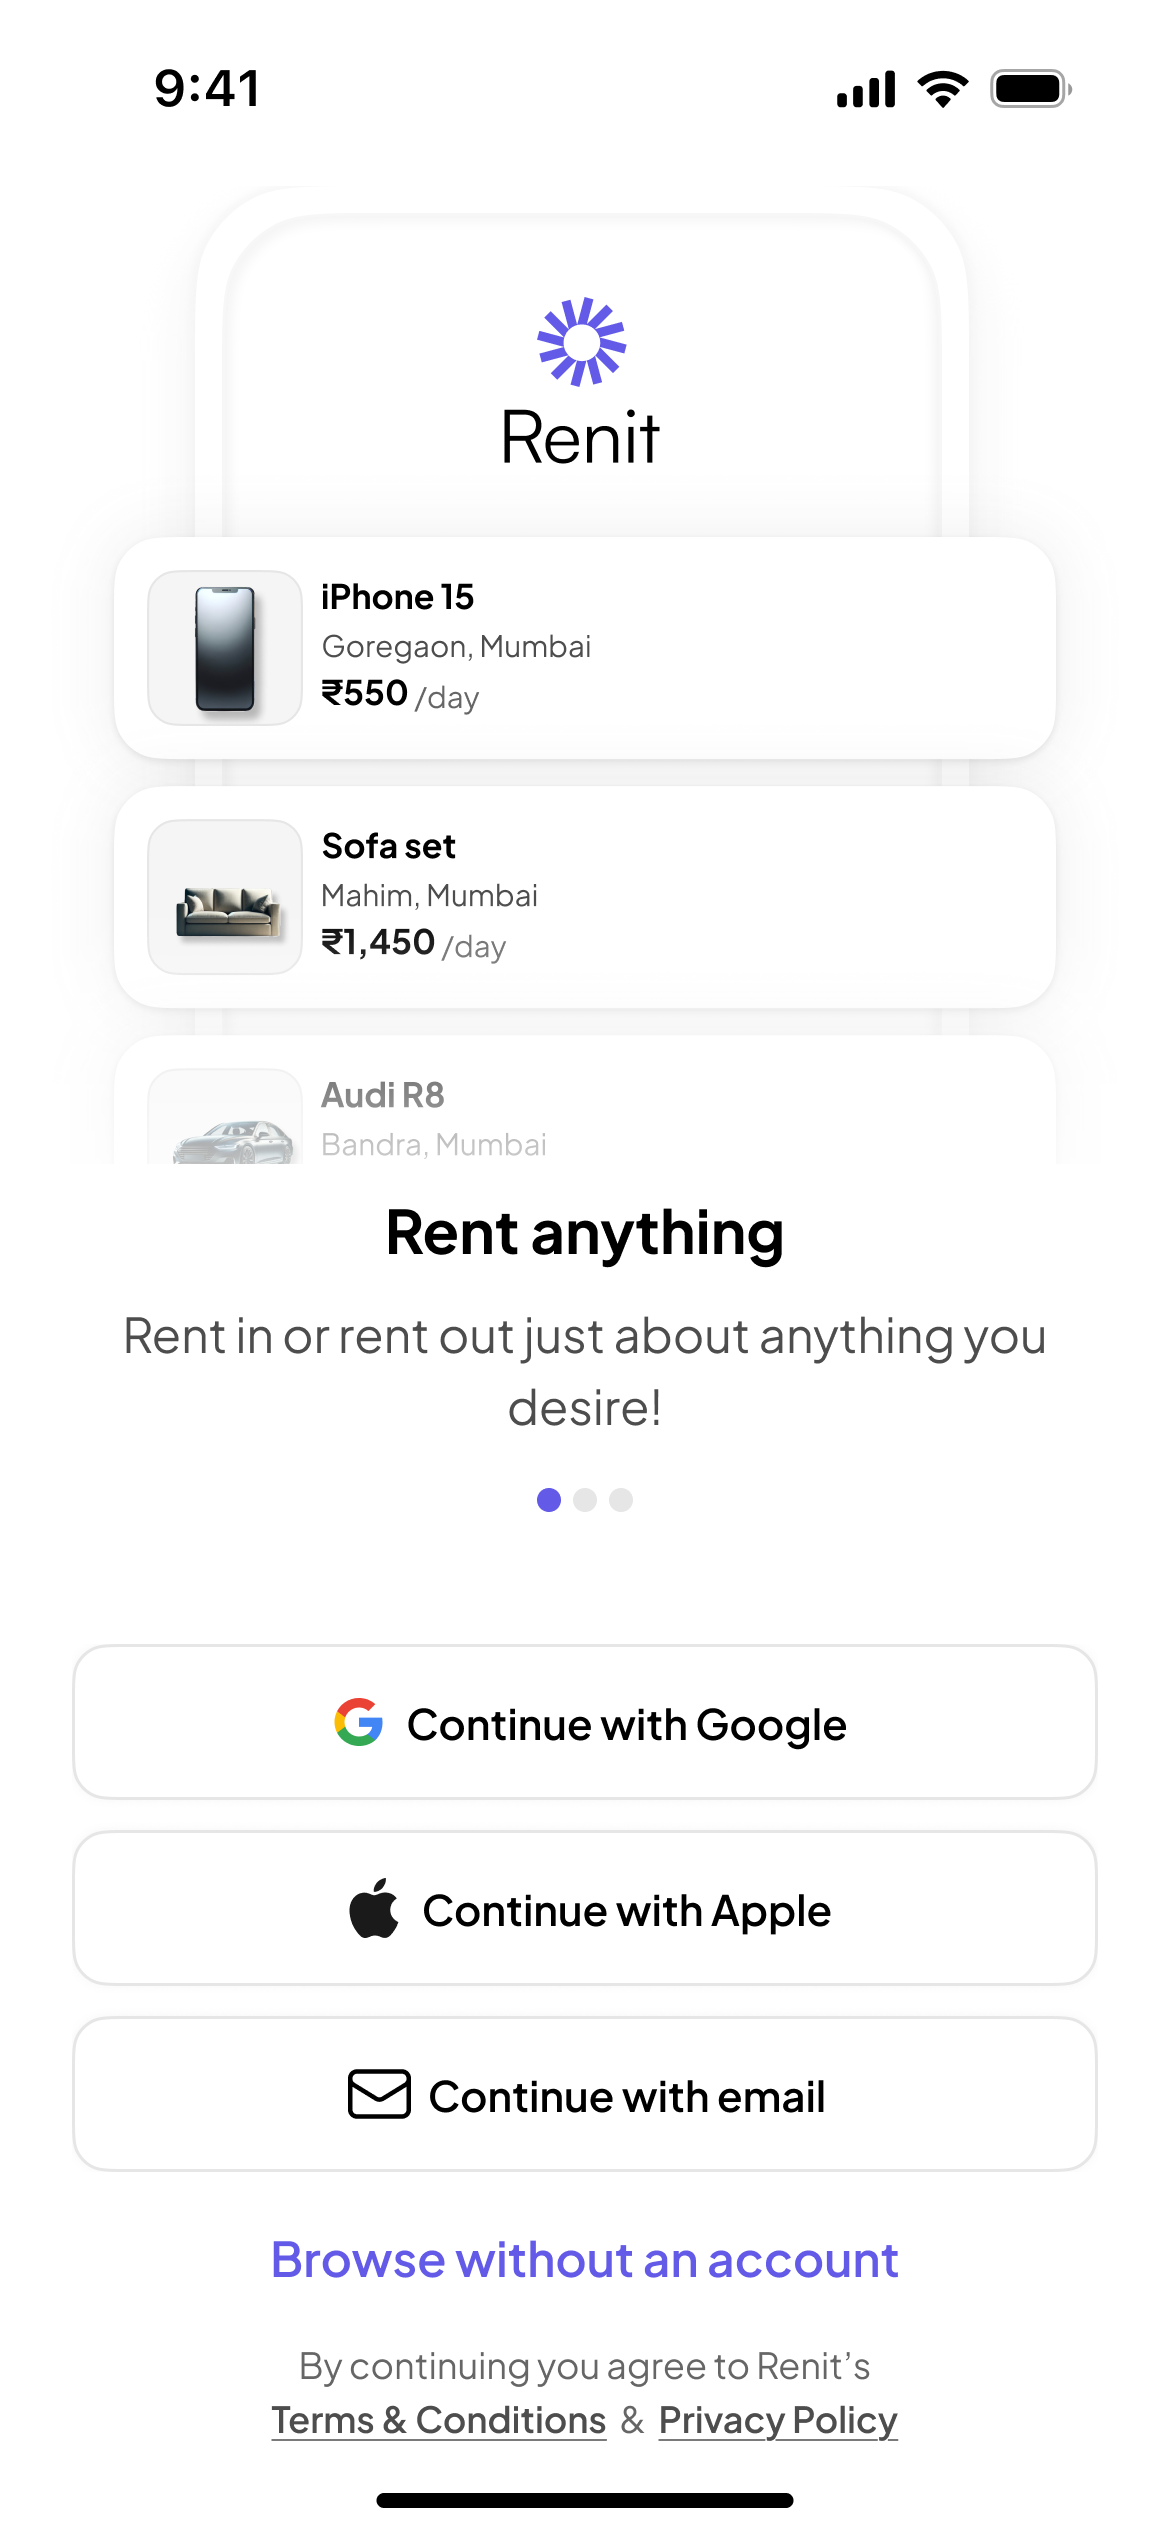 9:41
Renit
iPhone 15
Goregaon, Mumbai
₹550 /day
Sofa set
Mahim, Mumbai
₹1,450 /day
Audi R8
Bandra, Mumbai
Rent anything
Rent in or rent out just about anything you
desire!
Continue with Google
Continue with Apple
Continue with email
Browse without an account
By continuing you agree to Renit’s
Terms & Conditions & Privacy Policy